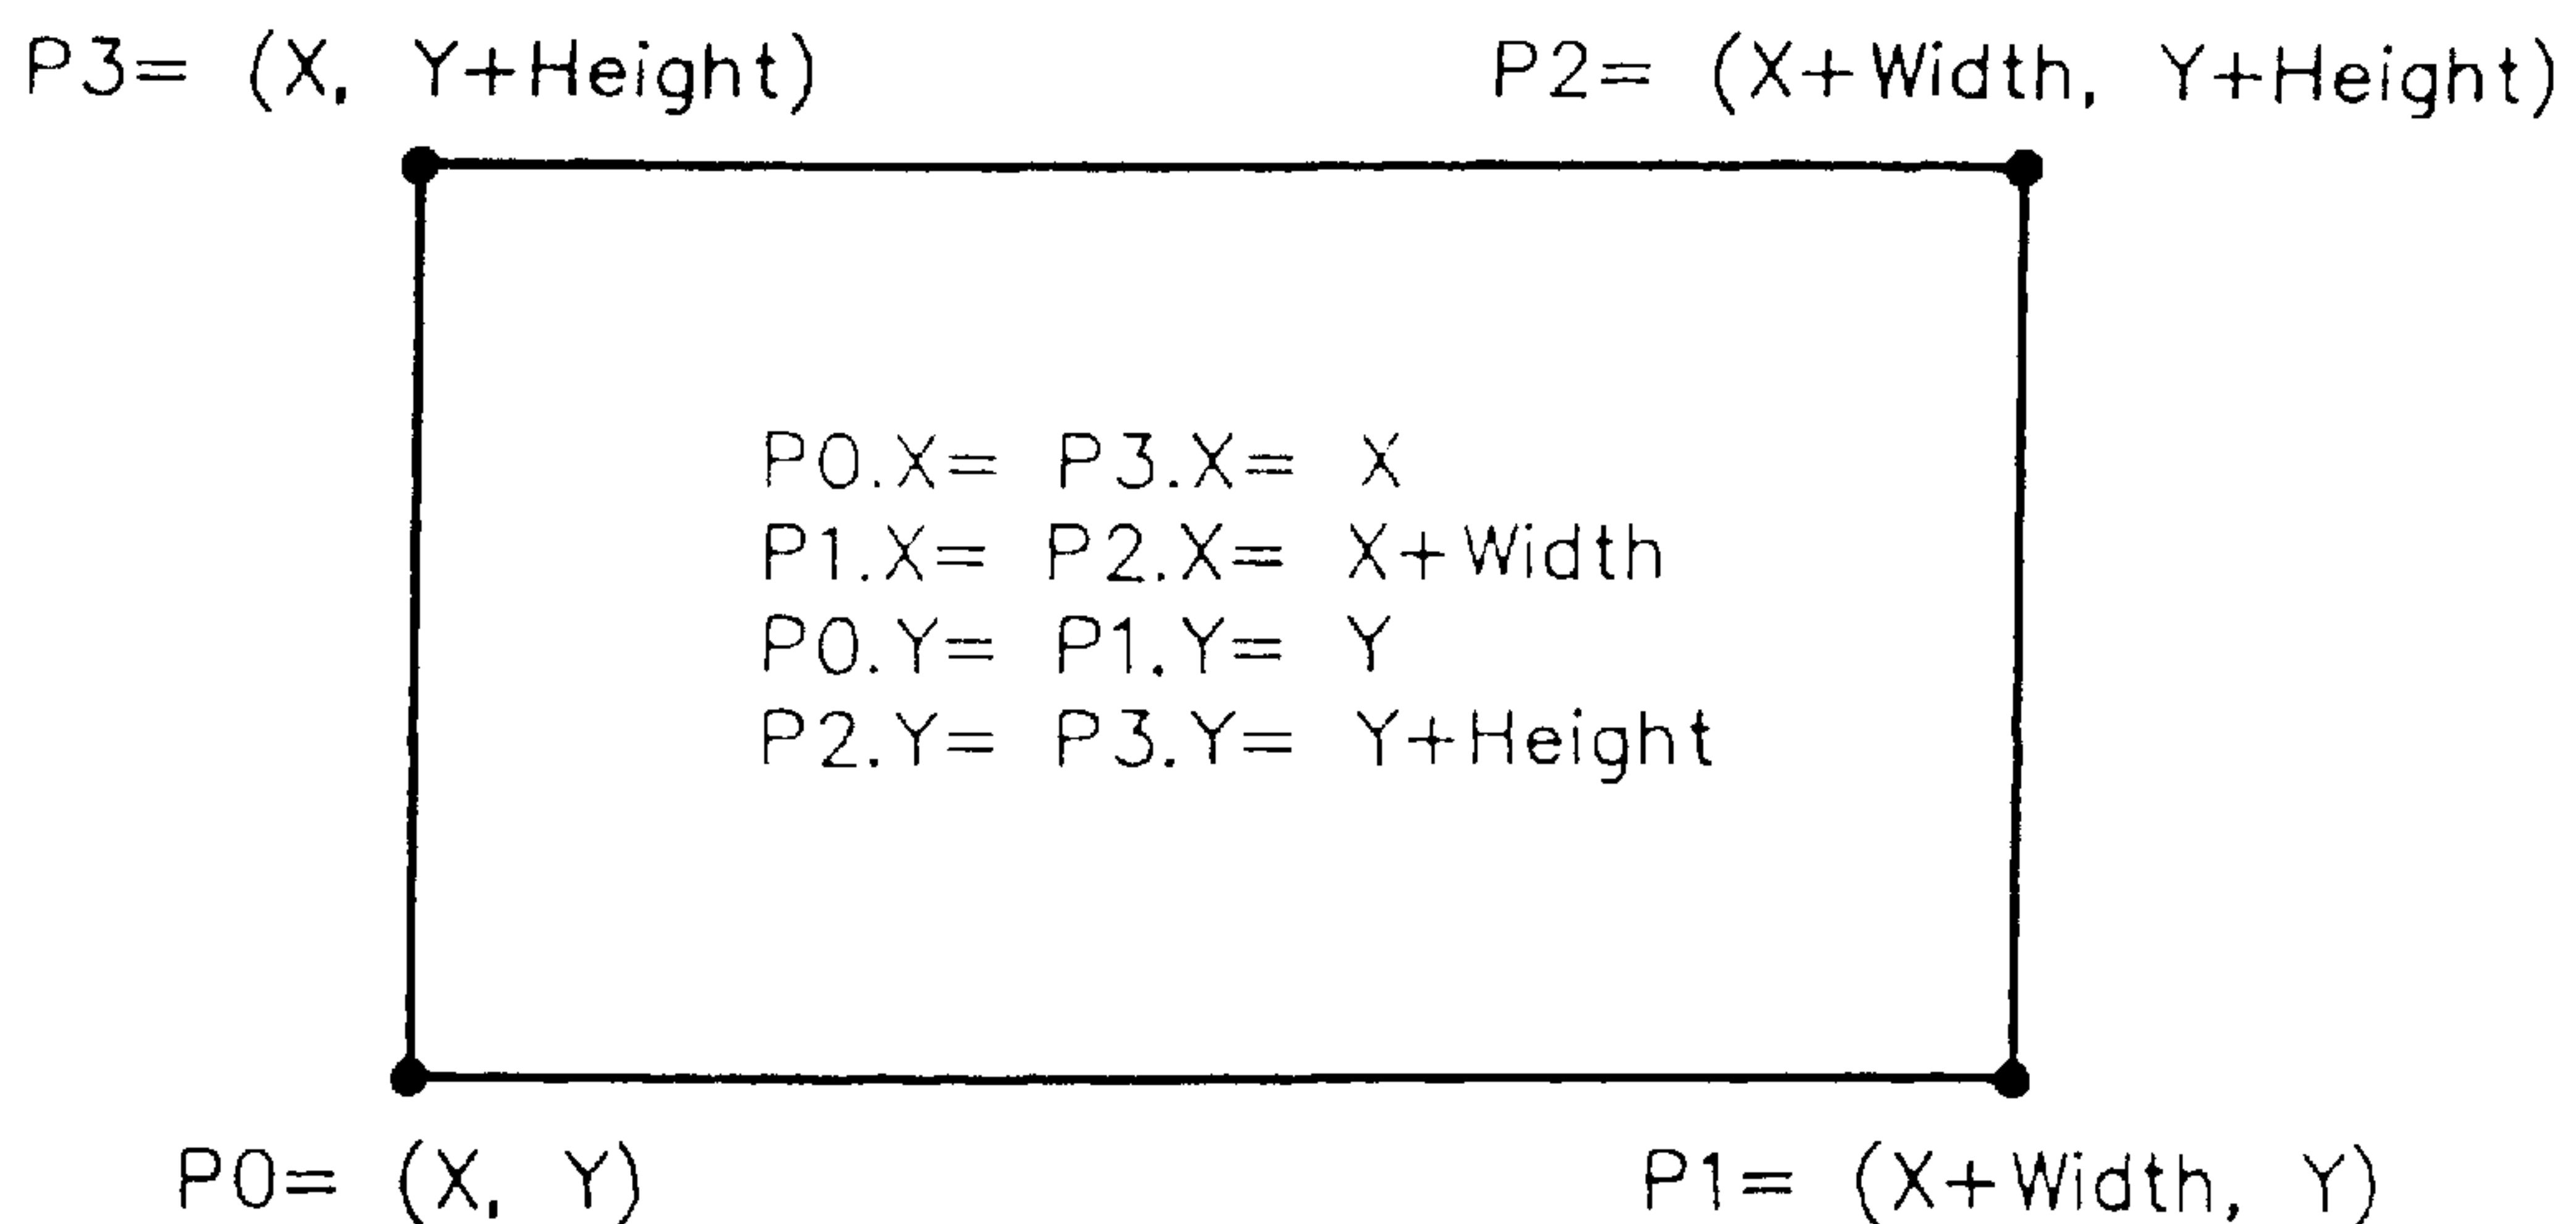 P3= (X, Y+Height)
P2= (X+Width, Y+Height)
P0.X= P3.X= X
P1.X= P2.X= X+Width
P0.Y= P1.Y= Y
P2.Y= P3.Y= Y+Height
P0= (X, Y)
P1= (X+Width, Y)